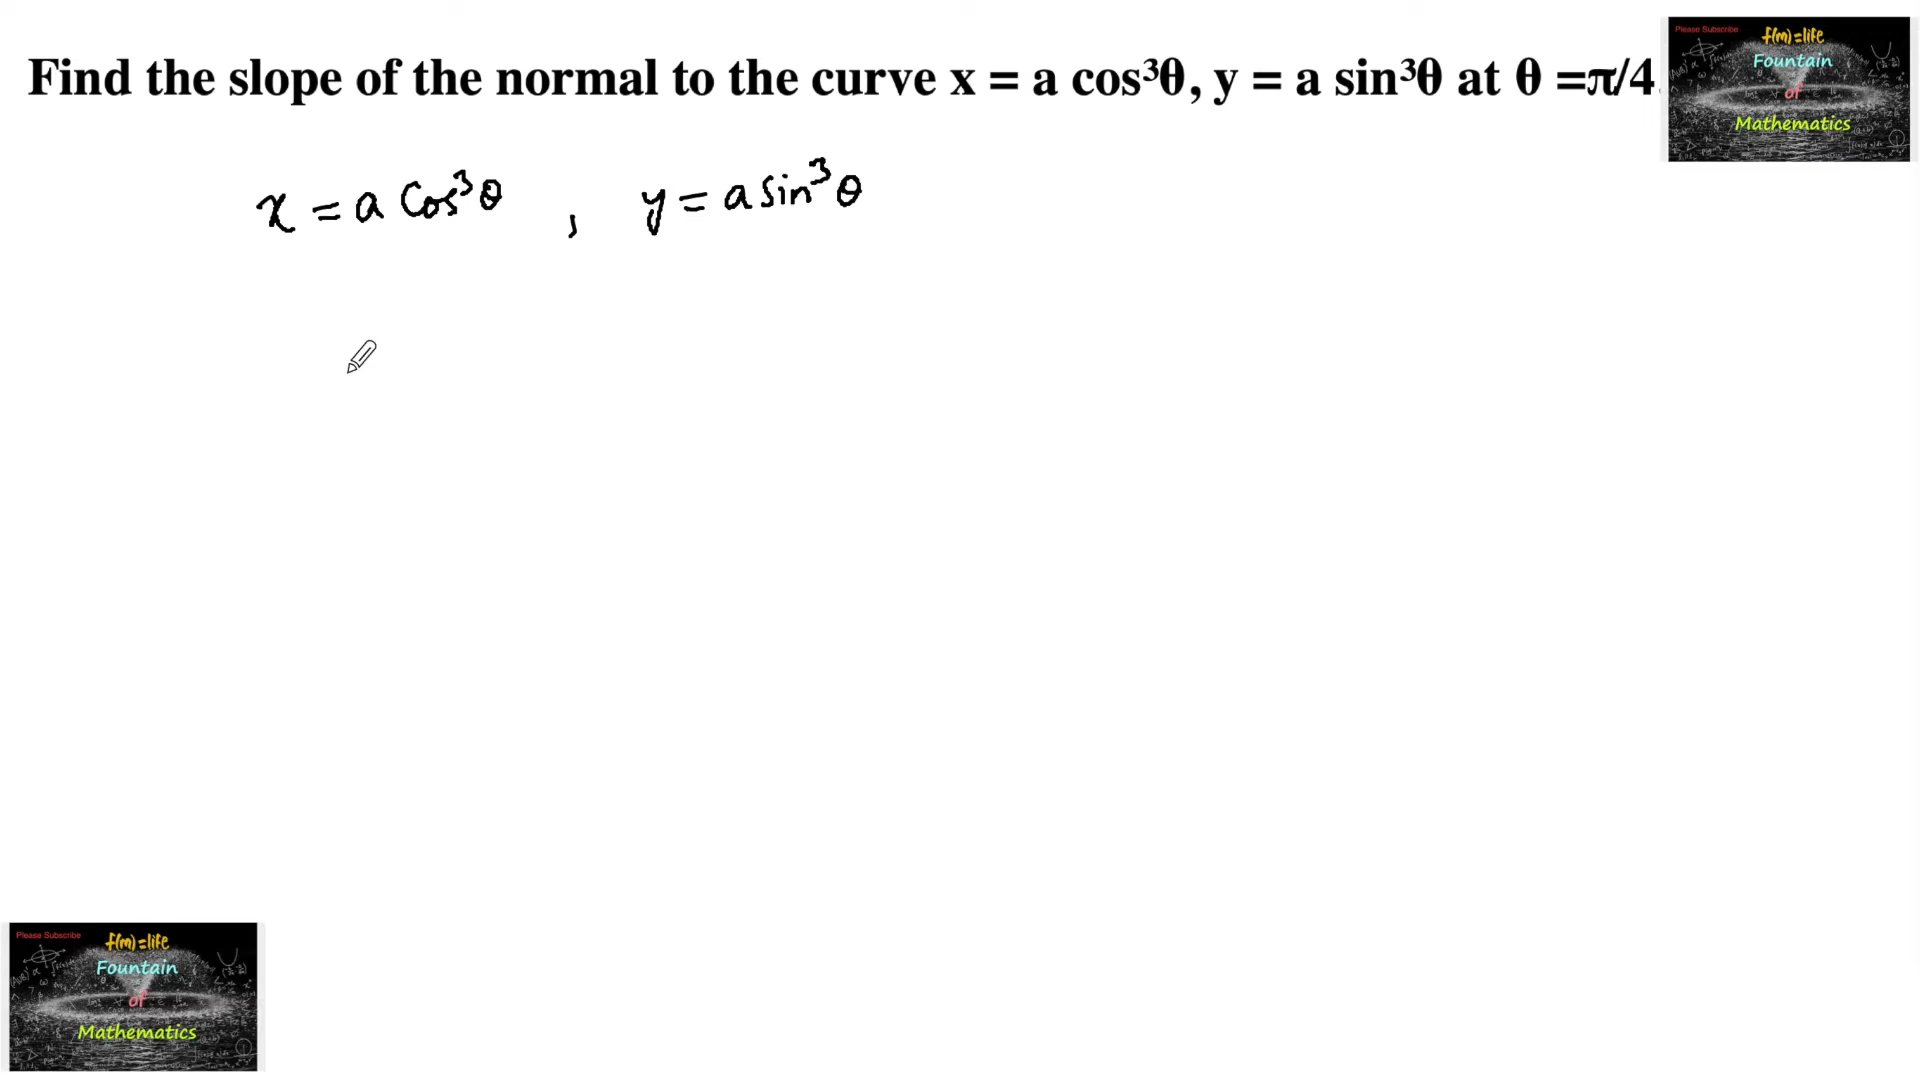 Find the slope of the normal to the curve x = a cos³θ, y = a sin³θ at θ =π/4.
Please Subscribe
f(m)=life
Fountain
of
Mathematics
x = a Cos³θ , y = a sin³θ
Please Subscribe
f(m)=life
Fountain
of
Mathematics